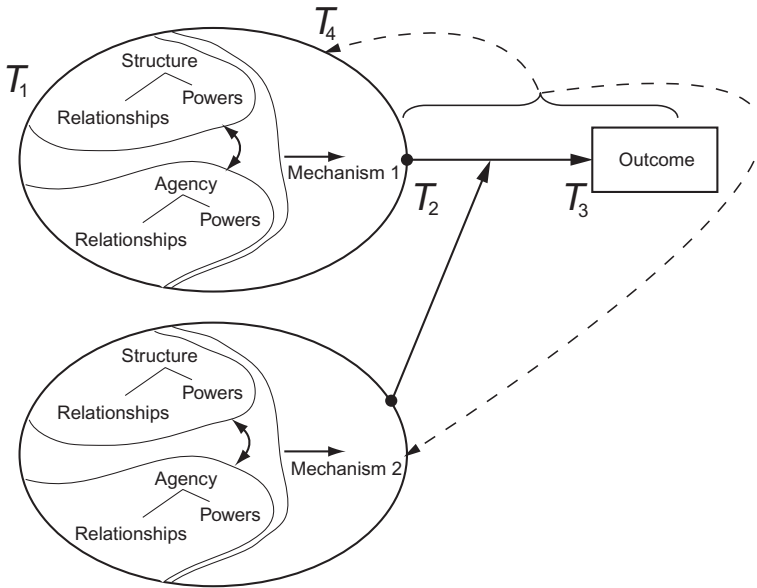 T4
T1
Structure
Powers
Relationships
Mechanism 1
Outcome
Agency
Powers
Relationships
T2
T3
Structure
Powers
Relationships
Mechanism 2
Agency
Powers
Relationships